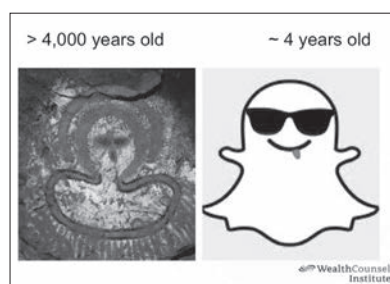 > 4,000 years old
~ 4 years old
WealthCounsel
Institute